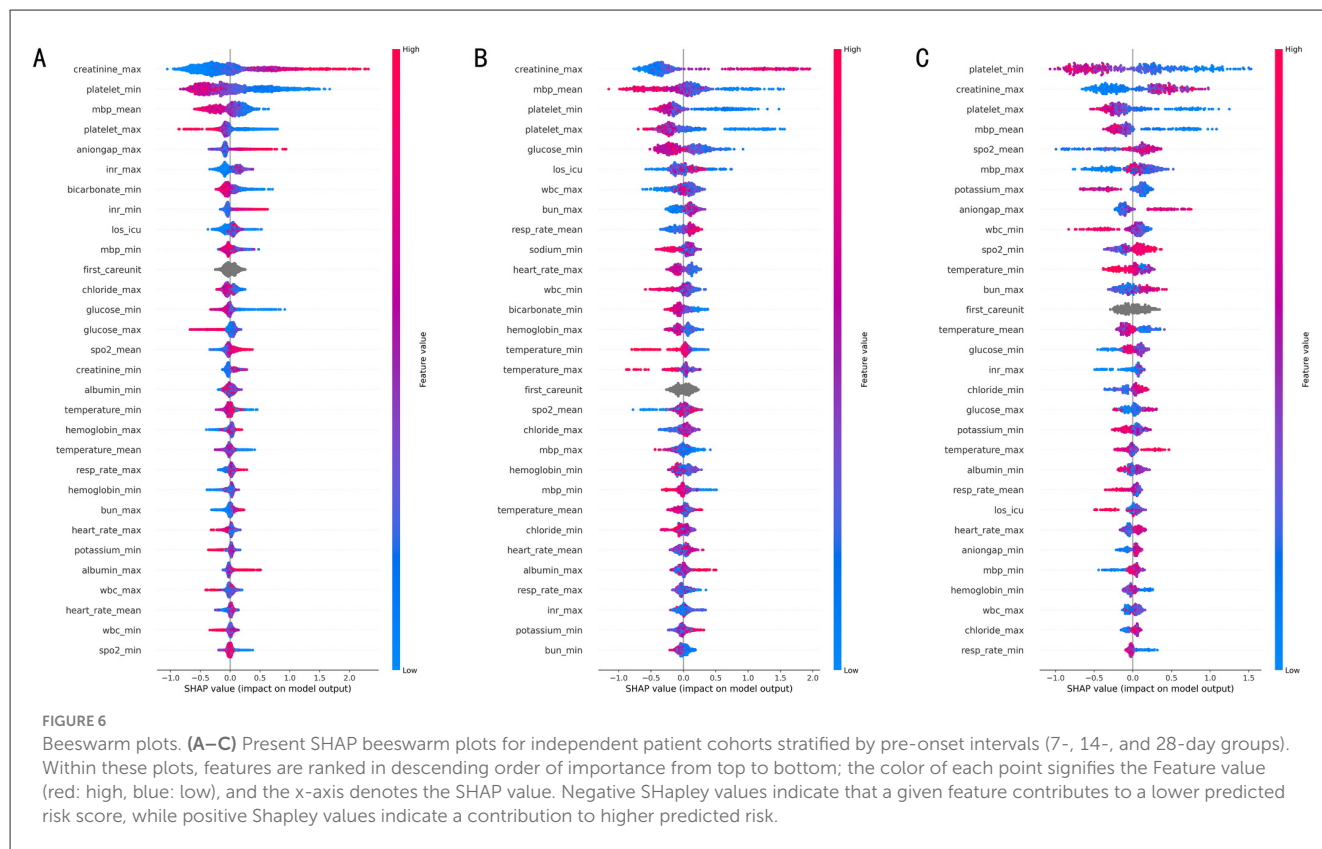 A
High
creatinine_max
platelet_min
mbp_mean
platelet_max
aniongap_max
inr_max
bicarbonate_min
inr_min
los_icu
mbp_min
first_careunit
chloride_max
glucose_min
glucose_max
spo2_mean
creatinine_min
albumin_min
temperature_min
hemoglobin_max
temperature_mean
resp_rate_max
hemoglobin_min
bun_max
heart_rate_max
potassium_min
albumin_max
wbc_max
heart_rate_mean
wbc_min
spo2_min
Feature value
Low
−1.0 −0.5 0.0 0.5 1.0 1.5 2.0
SHAP value (impact on model output)
B
High
creatinine_max
mbp_mean
platelet_min
platelet_max
glucose_min
los_icu
wbc_max
bun_max
resp_rate_mean
sodium_min
heart_rate_max
wbc_min
bicarbonate_min
hemoglobin_max
temperature_min
temperature_max
first_careunit
spo2_mean
chloride_max
mbp_max
hemoglobin_min
mbp_min
temperature_mean
chloride_min
heart_rate_mean
albumin_max
resp_rate_max
inr_max
potassium_min
bun_min
Feature value
Low
−1.0 −0.5 0.0 0.5 1.0 1.5 2.0
SHAP value (impact on model output)
C
High
platelet_min
creatinine_max
platelet_max
mbp_mean
spo2_mean
mbp_max
potassium_max
aniongap_max
wbc_min
spo2_min
temperature_min
bun_max
first_careunit
temperature_mean
glucose_min
inr_max
chloride_min
glucose_max
potassium_min
temperature_max
albumin_min
resp_rate_mean
los_icu
heart_rate_max
aniongap_min
mbp_min
hemoglobin_min
wbc_max
chloride_max
resp_rate_min
Feature value
Low
−1.0 −0.5 0.0 0.5 1.0 1.5
SHAP value (impact on model output)
FIGURE 6
Beeswarm plots. (A–C) Present SHAP beeswarm plots for independent patient cohorts stratified by pre-onset intervals (7-, 14-, and 28-day groups).
Within these plots, features are ranked in descending order of importance from top to bottom; the color of each point signifies the Feature value
(red: high, blue: low), and the x-axis denotes the SHAP value. Negative SHapley values indicate that a given feature contributes to a lower predicted
risk score, while positive Shapley values indicate a contribution to higher predicted risk.